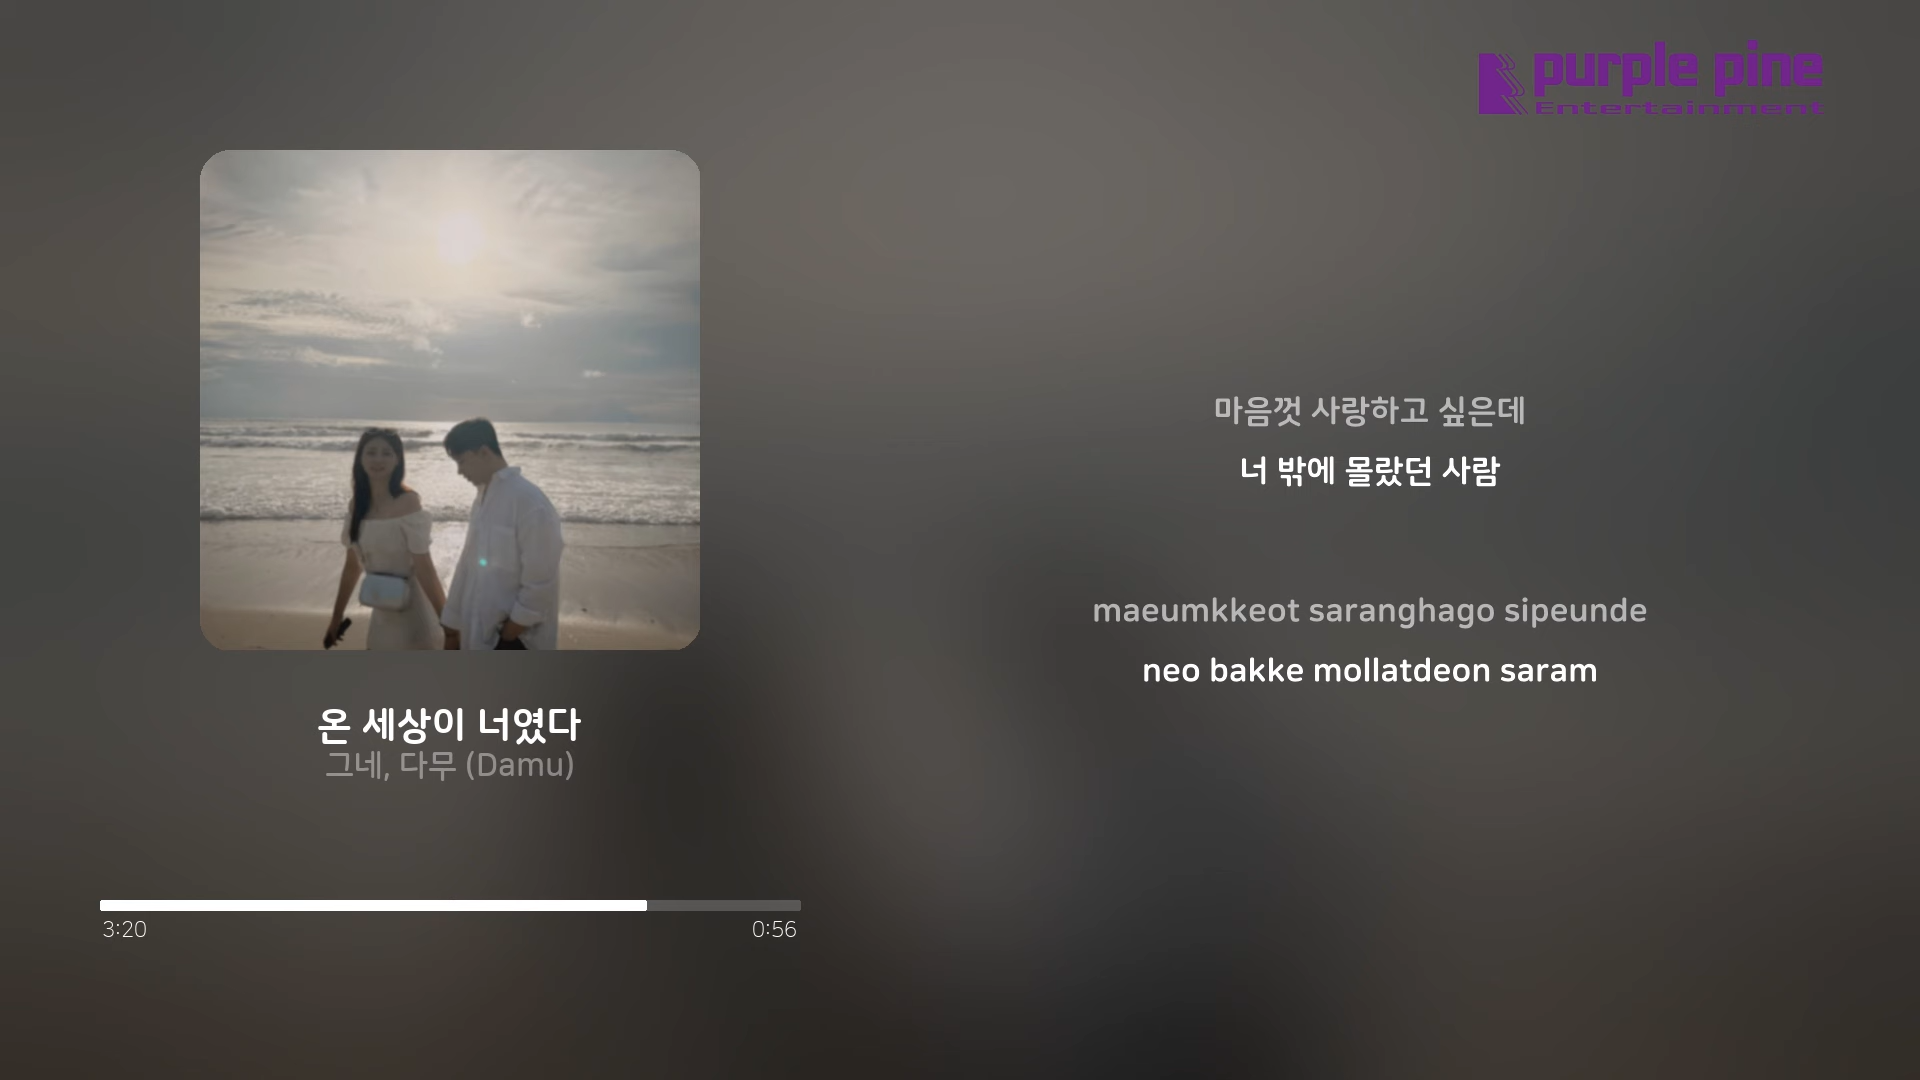 purple pine
Entertainment
마음껏 사랑하고 싶은데
너 밖에 몰랐던 사람
maeumkkeot saranghago sipeunde
neo bakke mollatdeon saram
온 세상이 너였다
그네, 다무 (Damu)
3:20
0:56